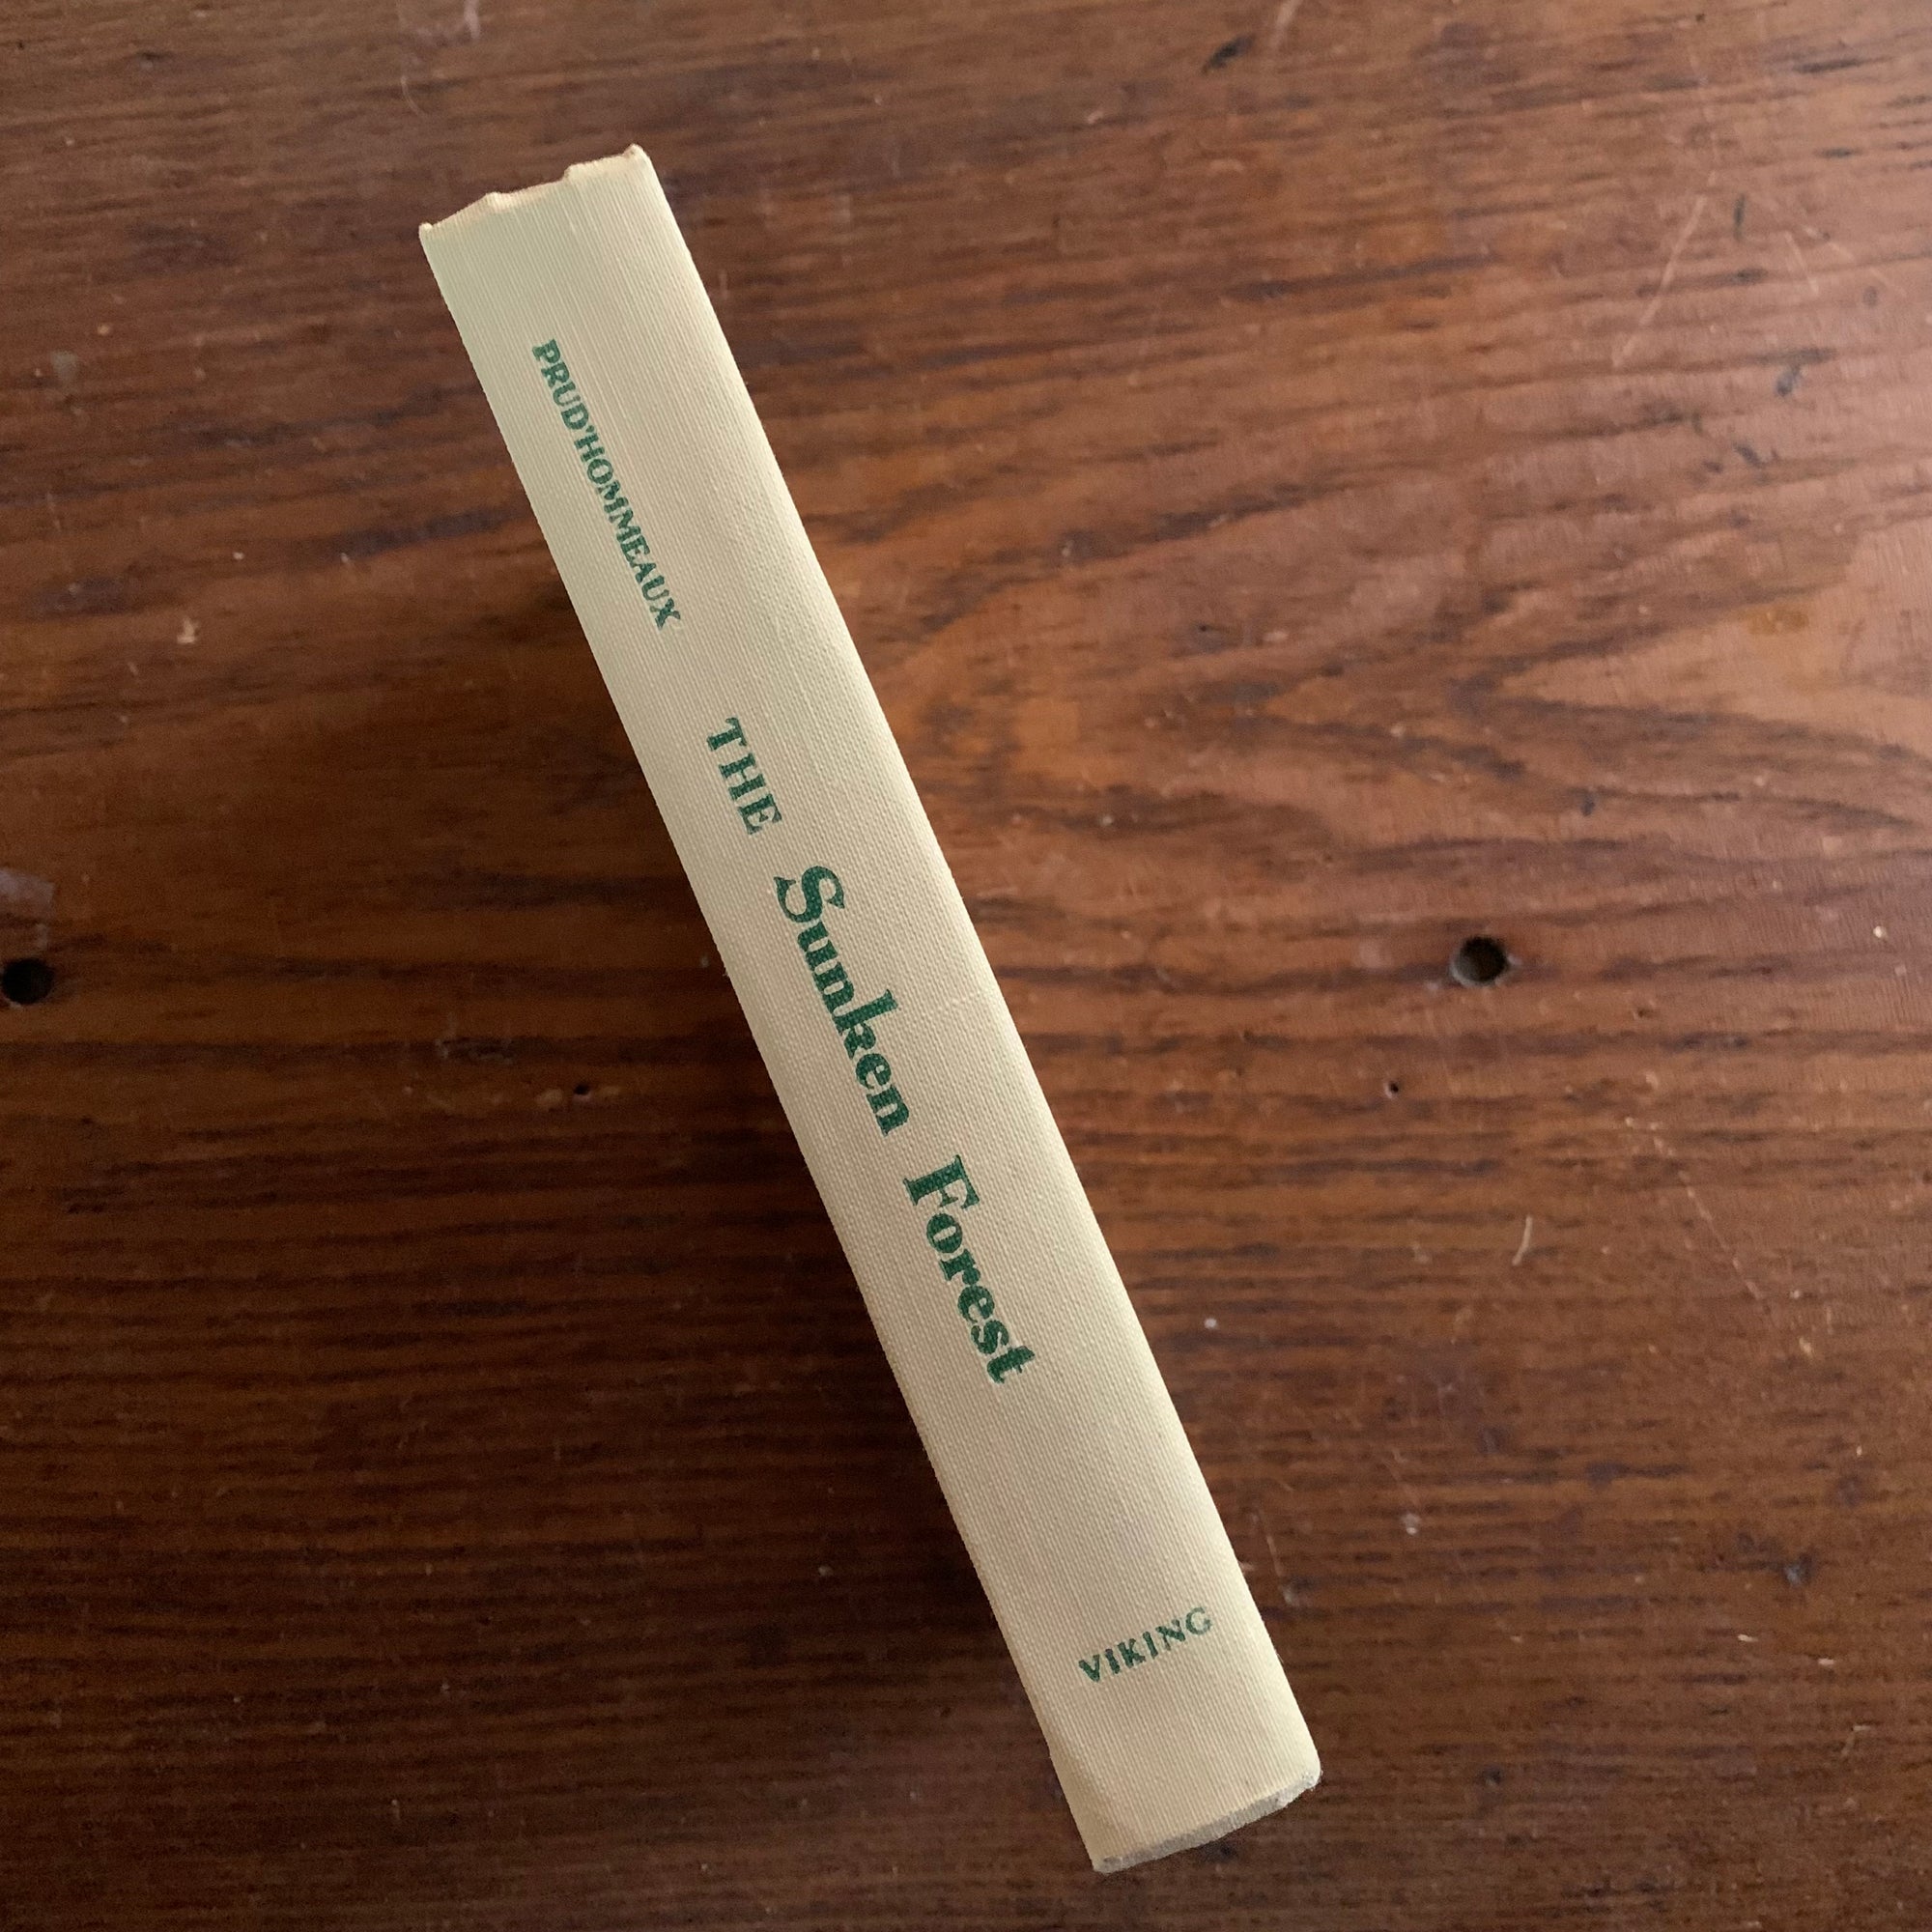 PRUD'HOMMEAUX
THE Sunken Forest
VIKING